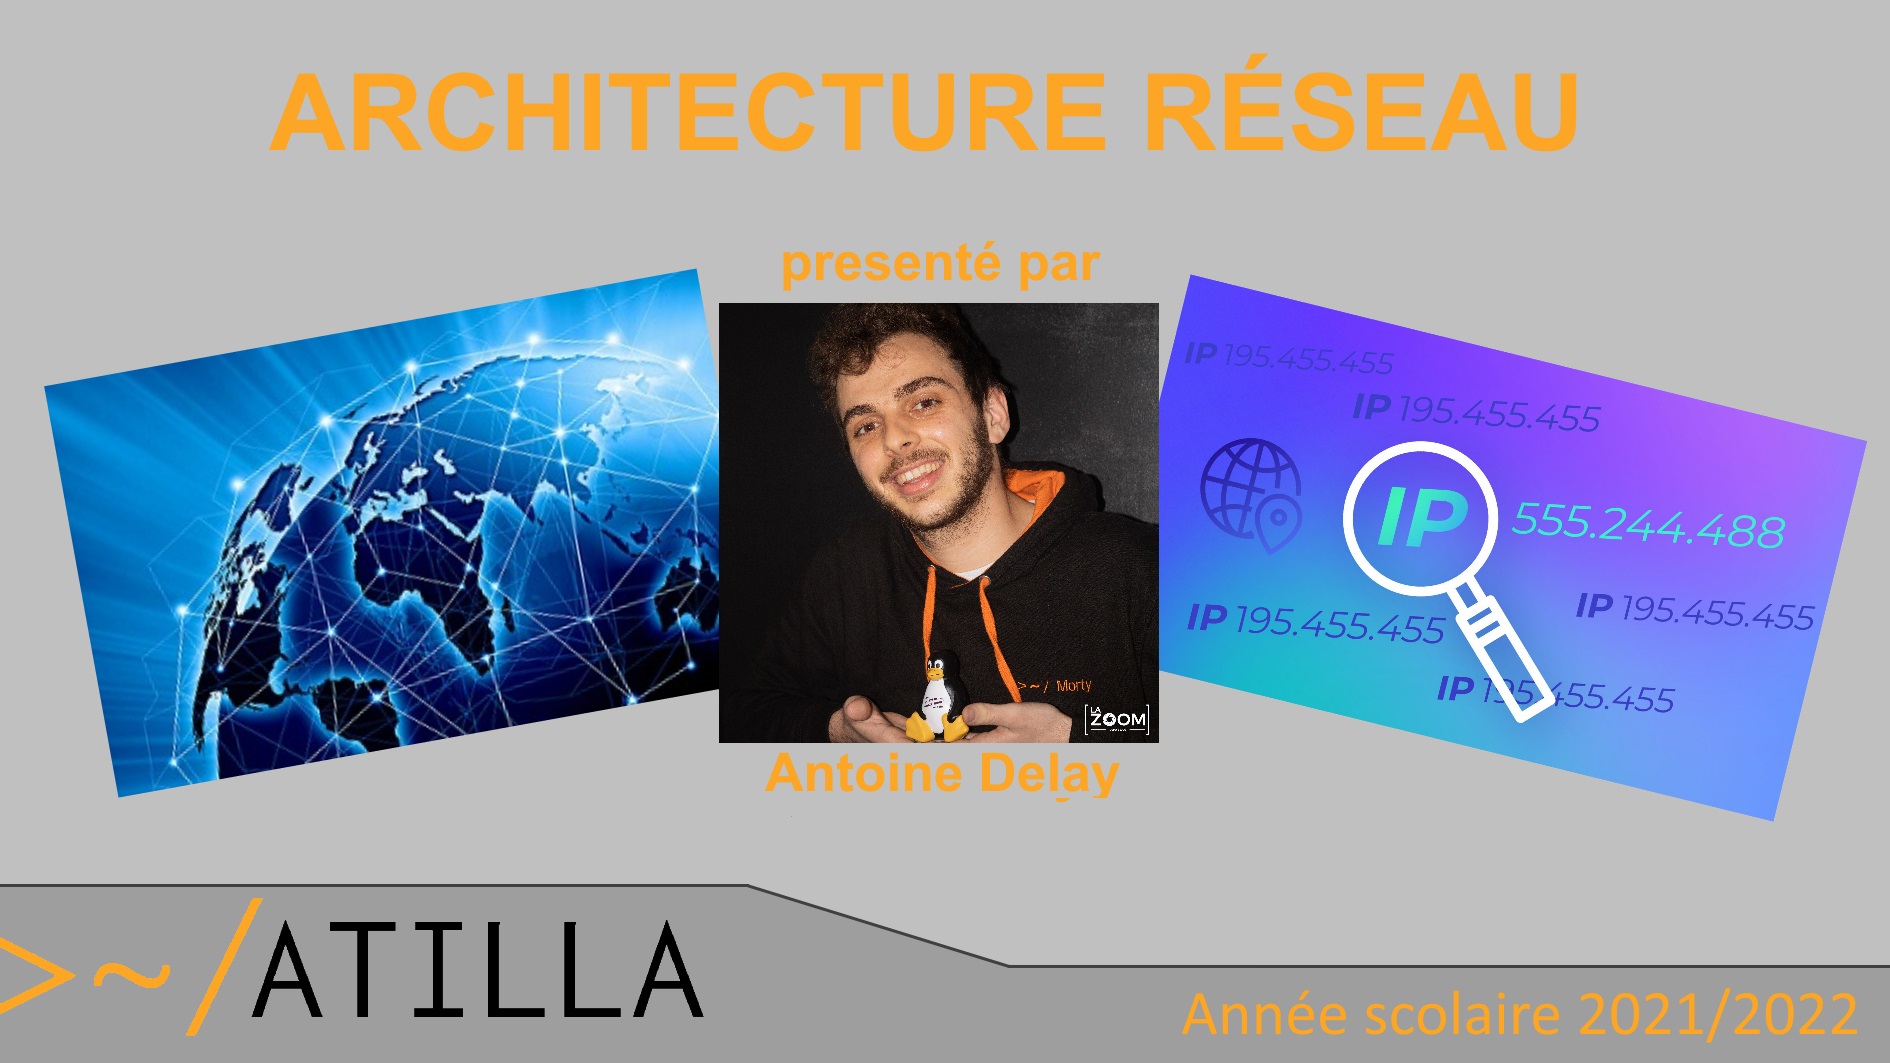 ARCHITECTURE RÉSEAU
presenté par
IP 195.455.455
IP 195.455.455
IP 555.244.488
IP 195.455.455
IP 195.455.455
IP 195.455.455
>~/ Morty
LA
ZOOM
Antoine Delay
>~/ATILLA
Année scolaire 2021/2022